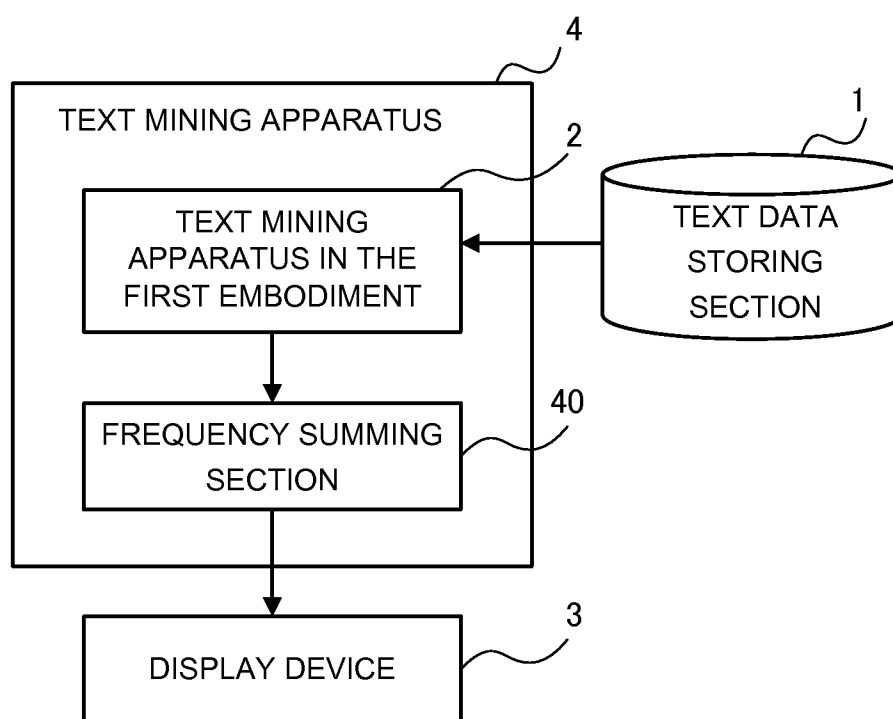 4
1
TEXT MINING APPARATUS
2
TEXT MINING
APPARATUS IN THE
FIRST EMBODIMENT
TEXT DATA
STORING
SECTION
40
FREQUENCY SUMMING
SECTION
3
DISPLAY DEVICE